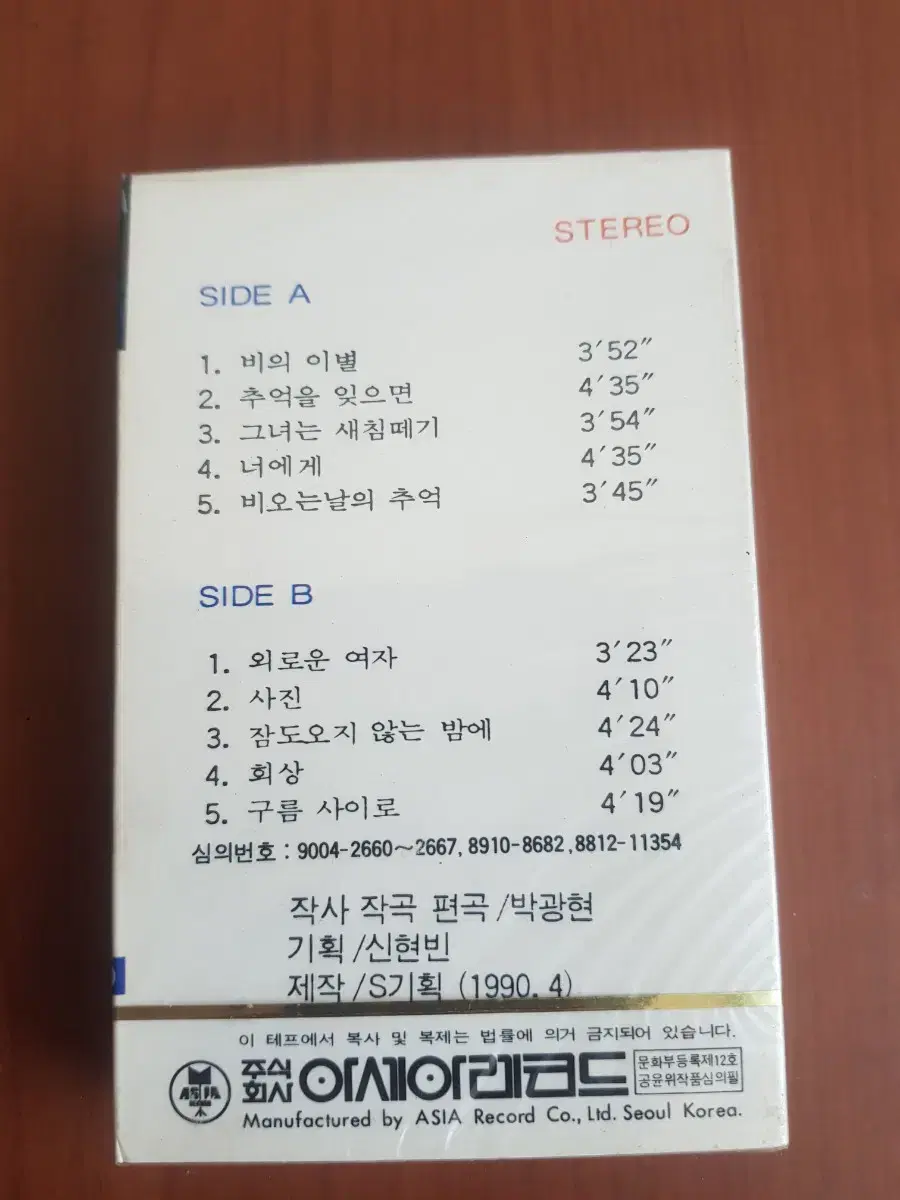 STEREO
SIDE A
1. 비의 이별 3′52″
2. 추억을 잊으면 4′35″
3. 그녀는 새침떼기 3′54″
4. 너에게 4′35″
5. 비오는날의 추억 3′45″
SIDE B
1. 외로운 여자 3′23″
2. 사진 4′10″
3. 잠도오지 않는 밤에 4′24″
4. 회상 4′03″
5. 구름 사이로 4′19″
심의번호 : 9004-2660~2667, 8910-8682, 8812-11354
작사 작곡 편곡 /박광현
기획 /신현빈
제작 /S기획 (1990. 4)
이 테프에서 복사 및 복제는 법률에 의거 금지되어 있습니다.
ASIA 주식회사 아세아레코드 문화부등록제12호
공윤위작품심의필
Manufactured by ASIA Record Co., Ltd. Seoul Korea.